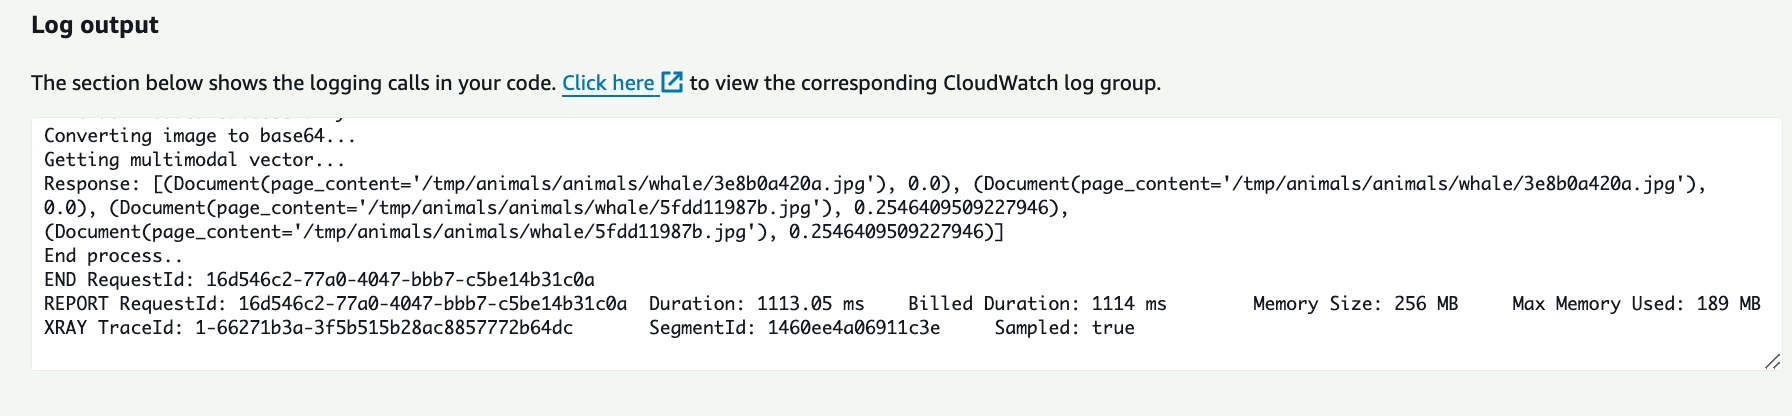 Log output
The section below shows the logging calls in your code. Click here to view the corresponding CloudWatch log group.
Converting image to base64...
Getting multimodal vector...
Response: [(Document(page_content='/tmp/animals/animals/whale/3e8b0a420a.jpg'), 0.0), (Document(page_content='/tmp/animals/animals/whale/3e8b0a420a.jpg'),
0.0), (Document(page_content='/tmp/animals/animals/whale/5fdd11987b.jpg'), 0.2546409509227946),
(Document(page_content='/tmp/animals/animals/whale/5fdd11987b.jpg'), 0.2546409509227946)]
End process..
END RequestId: 16d546c2-77a0-4047-bbb7-c5be14b31c0a
REPORT RequestId: 16d546c2-77a0-4047-bbb7-c5be14b31c0a Duration: 1113.05 ms Billed Duration: 1114 ms Memory Size: 256 MB Max Memory Used: 189 MB
XRAY TraceId: 1-66271b3a-3f5b515b28ac8857772b64dc SegmentId: 1460ee4a06911c3e Sampled: true